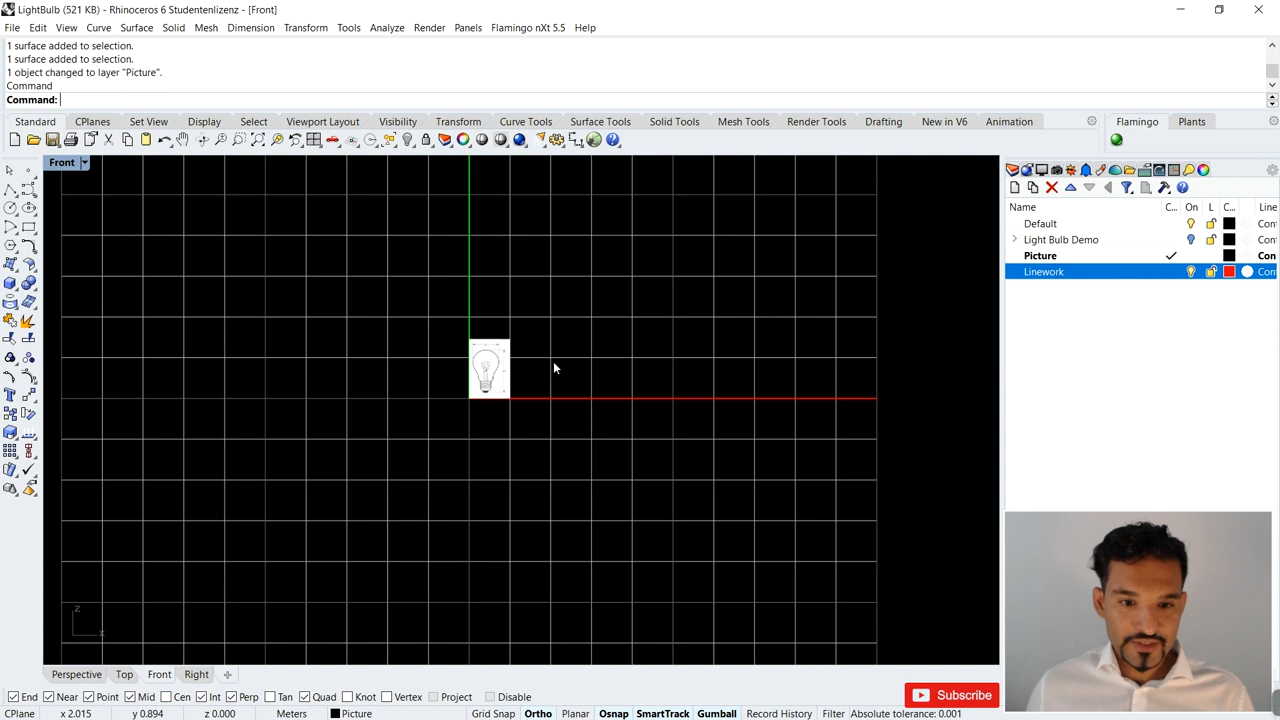 LightBulb (521 KB) - Rhinoceros 6 Studentenlizenz - [Front]
File Edit View Curve Surface Solid Mesh Dimension Transform Tools Analyze Render Panels Flamingo nXt 5.5 Help
1 surface added to selection.
1 surface added to selection.
1 object changed to layer "Picture".
Command
Command:
Standard CPlanes Set View Display Select Viewport Layout Visibility Transform Curve Tools Surface Tools Solid Tools Mesh Tools Render Tools Drafting New in V6 Animation Flamingo Plants
Front
Name C... On L C... Line
Default Cont
Light Bulb Demo Cont
Picture Con
Linework Cont
z
x
Perspective Top Front Right
End Near Point Mid Cen Int Perp Tan Quad Knot Vertex Project Disable
Subscribe
CPlane x 2.015 y 0.894 z 0.000 Meters Picture Grid Snap Ortho Planar Osnap SmartTrack Gumball Record History Filter Absolute tolerance: 0.001